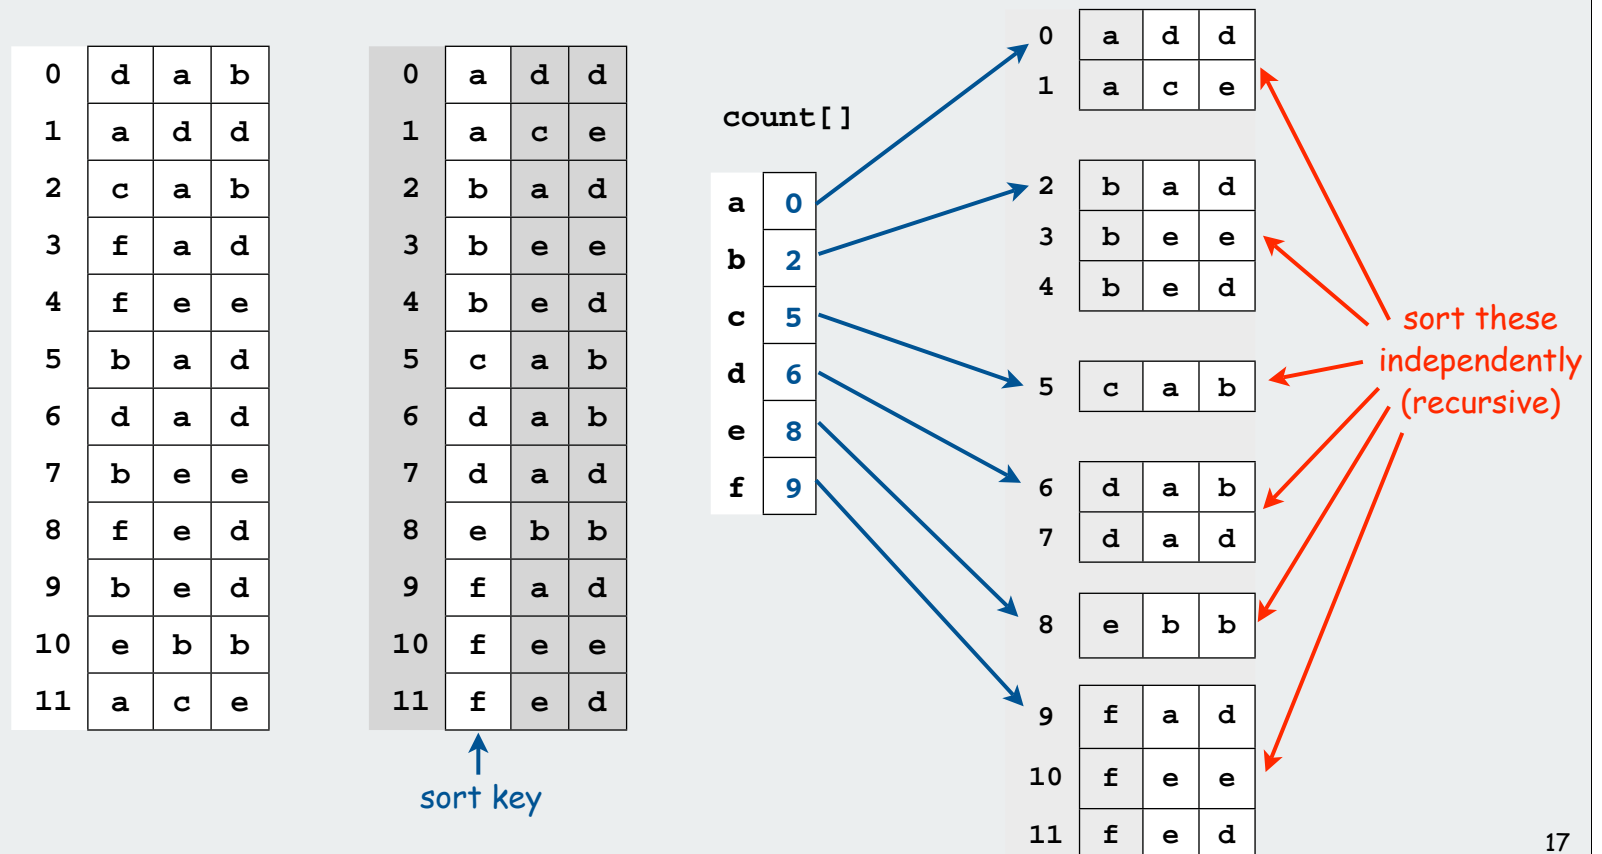 0 d a b
1 a d d
2 c a b
3 f a d
4 f e e
5 b a d
6 d a d
7 b e e
8 f e d
9 b e d
10 e b b
11 a c e
0 a d d
1 a c e
2 b a d
3 b e e
4 b e d
5 c a b
6 d a b
7 d a d
8 e b b
9 f a d
10 f e e
11 f e d
sort key
count[]
a 0
b 2
c 5
d 6
e 8
f 9
0 a d d
1 a c e
2 b a d
3 b e e
4 b e d
5 c a b
6 d a b
7 d a d
8 e b b
9 f a d
10 f e e
11 f e d
sort these
independently
(recursive)
17